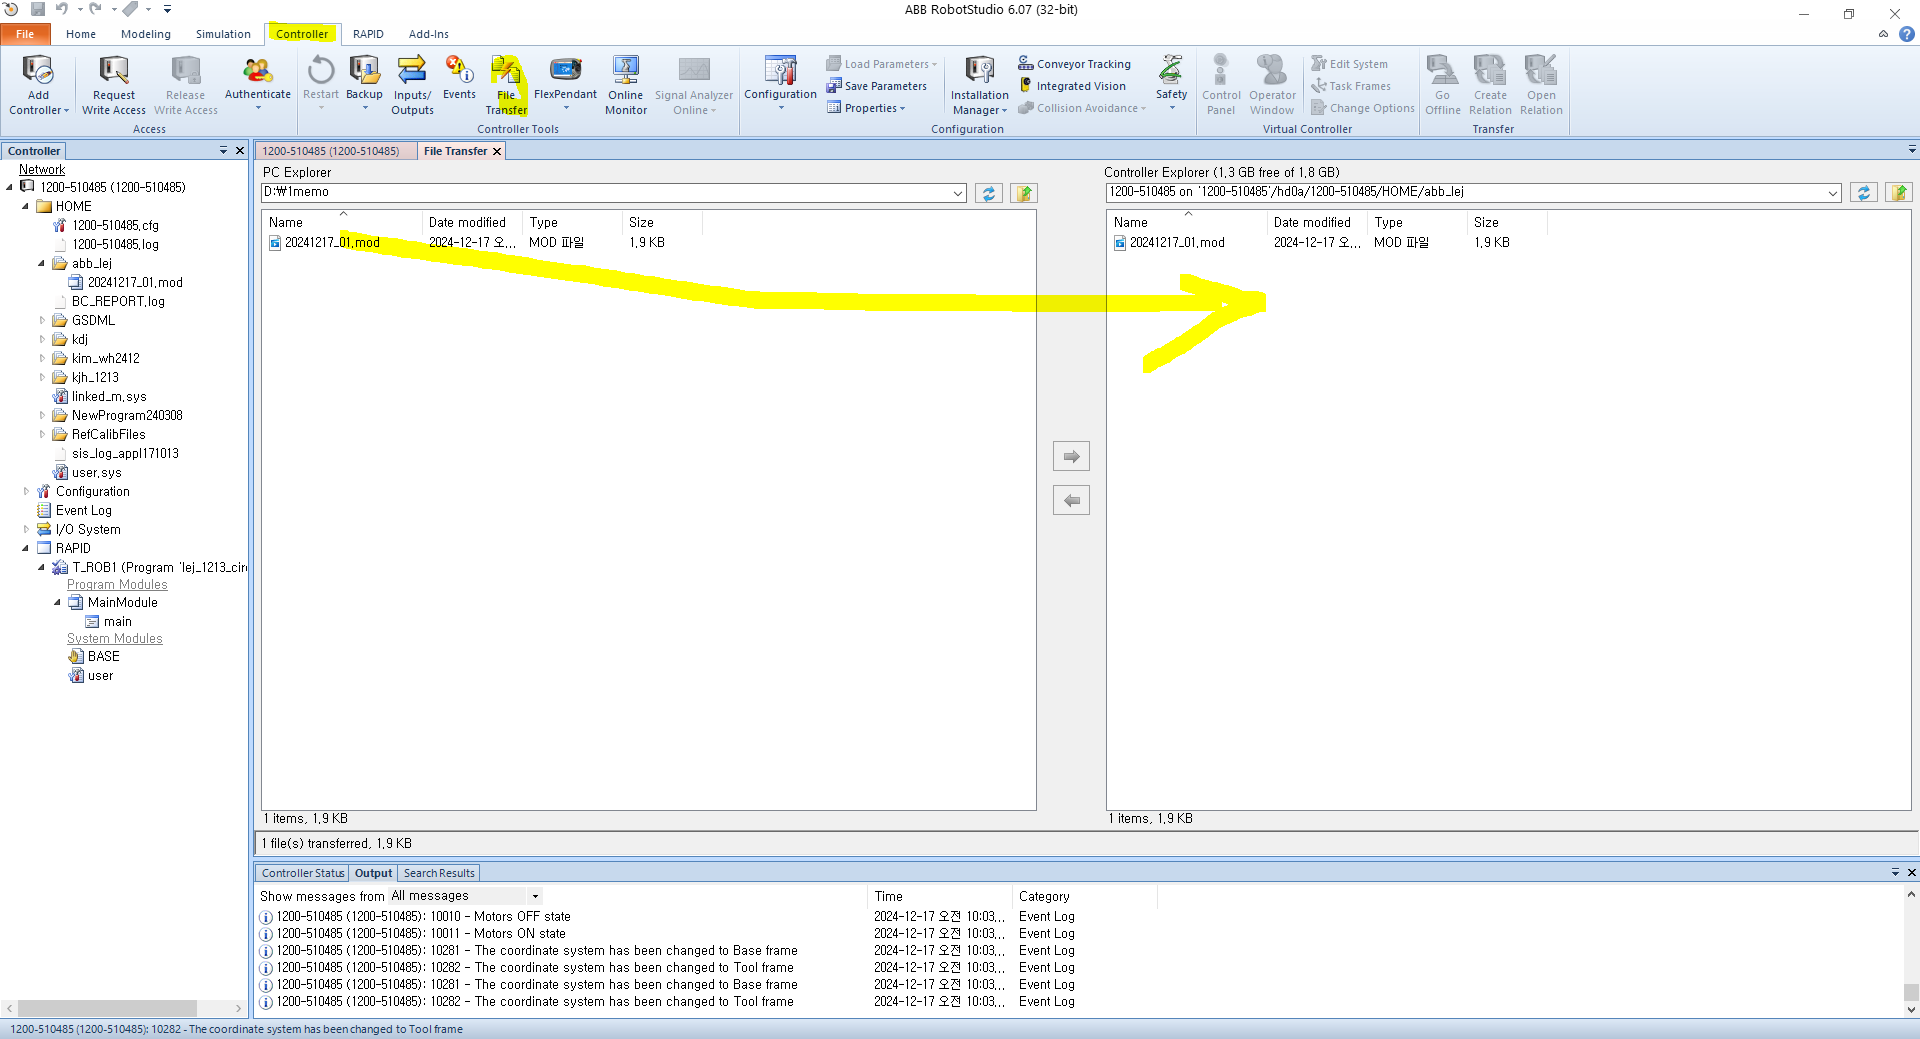 ABB RobotStudio 6.07 (32-bit)
File Home Modeling Simulation Controller RAPID Add-Ins
Add Controller
Request Write Access
Release Write Access
Authenticate
Access
Restart
Backup
Inputs/ Outputs
Events
File Transfer
FlexPendant
Online Monitor
Signal Analyzer Online
Controller Tools
Configuration
Load Parameters
Save Parameters
Properties
Installation Manager
Conveyor Tracking
Integrated Vision
Collision Avoidance
Safety
Configuration
Control Panel
Operator Window
Edit System
Task Frames
Change Options
Virtual Controller
Go Offline
Create Relation
Open Relation
Transfer
Controller
Network
1200-510485 (1200-510485)
HOME
1200-510485.cfg
1200-510485.log
abb_lej
20241217_01.mod
BC_REPORT.log
GSDML
kdj
kim_wh2412
kjh_1213
linked_m.sys
NewProgram240308
RefCalibFiles
sis_log_appl171013
user.sys
Configuration
Event Log
I/O System
RAPID
T_ROB1 (Program 'lej_1213_cir
Program Modules
MainModule
main
System Modules
BASE
user
1200-510485 (1200-510485) File Transfer
PC Explorer
D:₩1memo
Name Date modified Type Size
20241217_01.mod 2024-12-17 오... MOD 파일 1.9 KB
1 items, 1.9 KB
Controller Explorer (1.3 GB free of 1.8 GB)
1200-510485 on '1200-510485'/hd0a/1200-510485/HOME/abb_lej
Name Date modified Type Size
20241217_01.mod 2024-12-17 오... MOD 파일 1.9 KB
1 items, 1.9 KB
1 file(s) transferred, 1.9 KB
Controller Status Output Search Results
Show messages from All messages Time Category
1200-510485 (1200-510485): 10010 - Motors OFF state 2024-12-17 오전 10:03... Event Log
1200-510485 (1200-510485): 10011 - Motors ON state 2024-12-17 오전 10:03... Event Log
1200-510485 (1200-510485): 10281 - The coordinate system has been changed to Base frame 2024-12-17 오전 10:03... Event Log
1200-510485 (1200-510485): 10282 - The coordinate system has been changed to Tool frame 2024-12-17 오전 10:03... Event Log
1200-510485 (1200-510485): 10281 - The coordinate system has been changed to Base frame 2024-12-17 오전 10:03... Event Log
1200-510485 (1200-510485): 10282 - The coordinate system has been changed to Tool frame 2024-12-17 오전 10:03... Event Log
1200-510485 (1200-510485): 10282 - The coordinate system has been changed to Tool frame